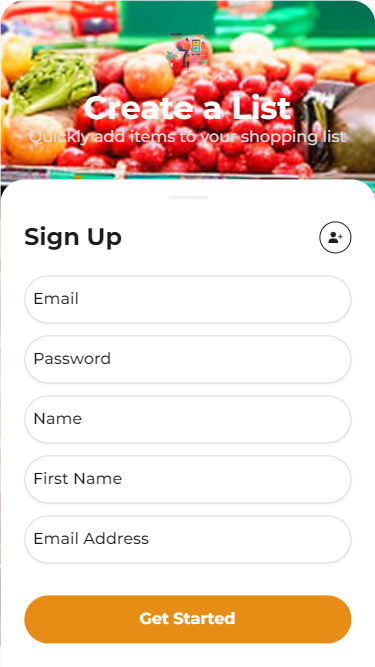 Create a List
Quickly add items to your shopping list
Sign Up
Email
Password
Name
First Name
Email Address
Get Started